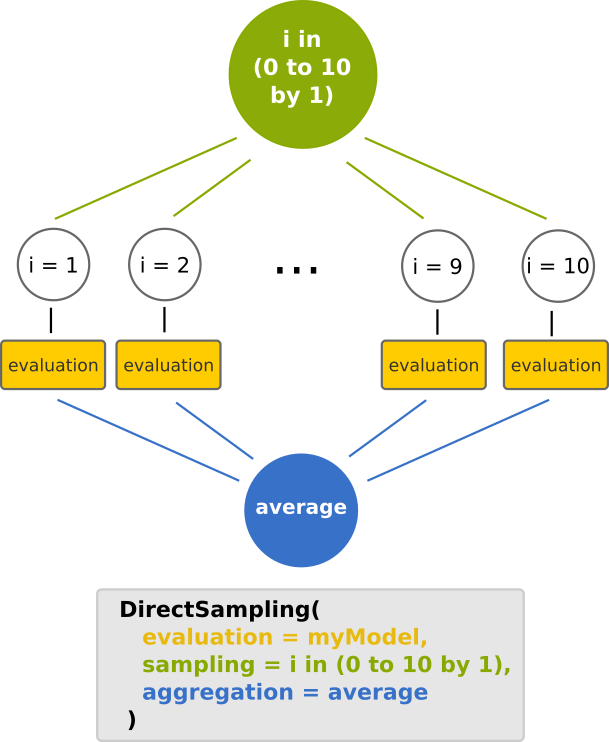 i in
(0 to 10
by 1)
i = 1
i = 2
...
i = 9
i = 10
evaluation
evaluation
evaluation
evaluation
average
DirectSampling(
evaluation = myModel,
sampling = i in (0 to 10 by 1),
aggregation = average
)